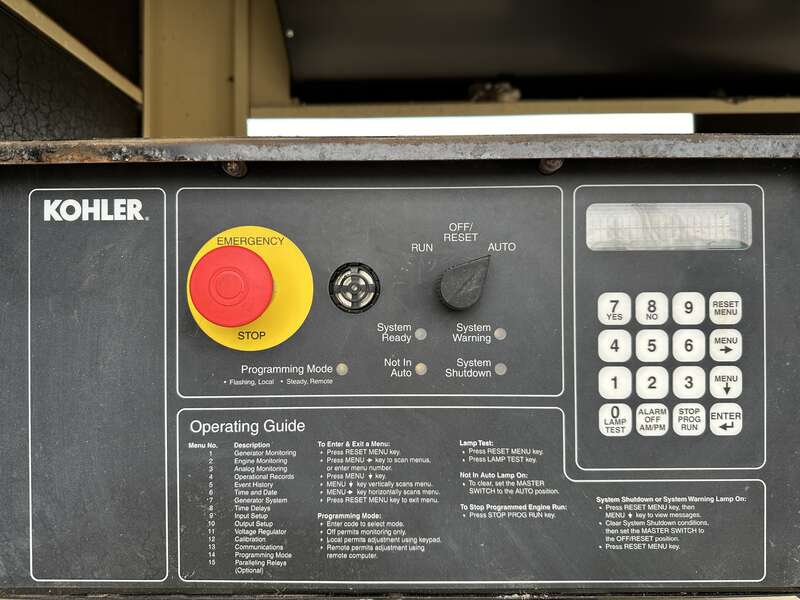 KOHLER®
EMERGENCY
STOP
Programming Mode
• Flashing, Local • Steady, Remote
RUN
OFF/
RESET
AUTO
System
Ready
System
Warning
Not In
Auto
System
Shutdown
7
YES
8
NO
9
RESET
MENU
4
5
6
MENU
→
1
2
3
MENU
↓
0
LAMP
TEST
ALARM
OFF
AM/PM
STOP
PROG
RUN
ENTER
↵
Operating Guide
Menu No. Description
1 Generator Monitoring
2 Engine Monitoring
3 Analog Monitoring
4 Operational Records
5 Event History
6 Time and Date
7 Generator System
8 Time Delays
9 Input Setup
10 Output Setup
11 Voltage Regulator
12 Calibration
13 Communications
14 Programming Mode
15 Paralleling Relays
(Optional)
To Enter & Exit a Menu:
• Press RESET MENU key.
• Press MENU → key to scan menus,
or enter menu number.
• Press MENU ↓ key.
• MENU ↓ key vertically scans menu.
• MENU → key horizontally scans menu.
• Press RESET MENU key to exit menu.
Programming Mode:
• Enter code to select mode.
• Off permits monitoring only.
• Local permits adjustment using keypad.
• Remote permits adjustment using
remote computer.
Lamp Test:
• Press RESET MENU key.
• Press LAMP TEST key.
Not In Auto Lamp On:
• To clear, set the MASTER
SWITCH to the AUTO position.
To Stop Programmed Engine Run:
• Press STOP PROG RUN key.
System Shutdown or System Warning Lamp On:
• Press RESET MENU key, then
MENU ↓ key to view messages.
• Clear System Shutdown conditions,
then set the MASTER SWITCH to
the OFF/RESET position.
• Press RESET MENU key.